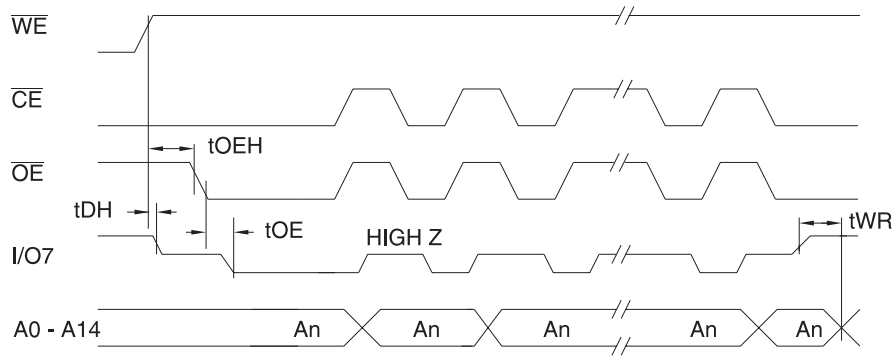 WE
CE
tOEH
OE
tDH
tOE
HIGH Z
tWR
I/O7
A0 - A14 An An An An An